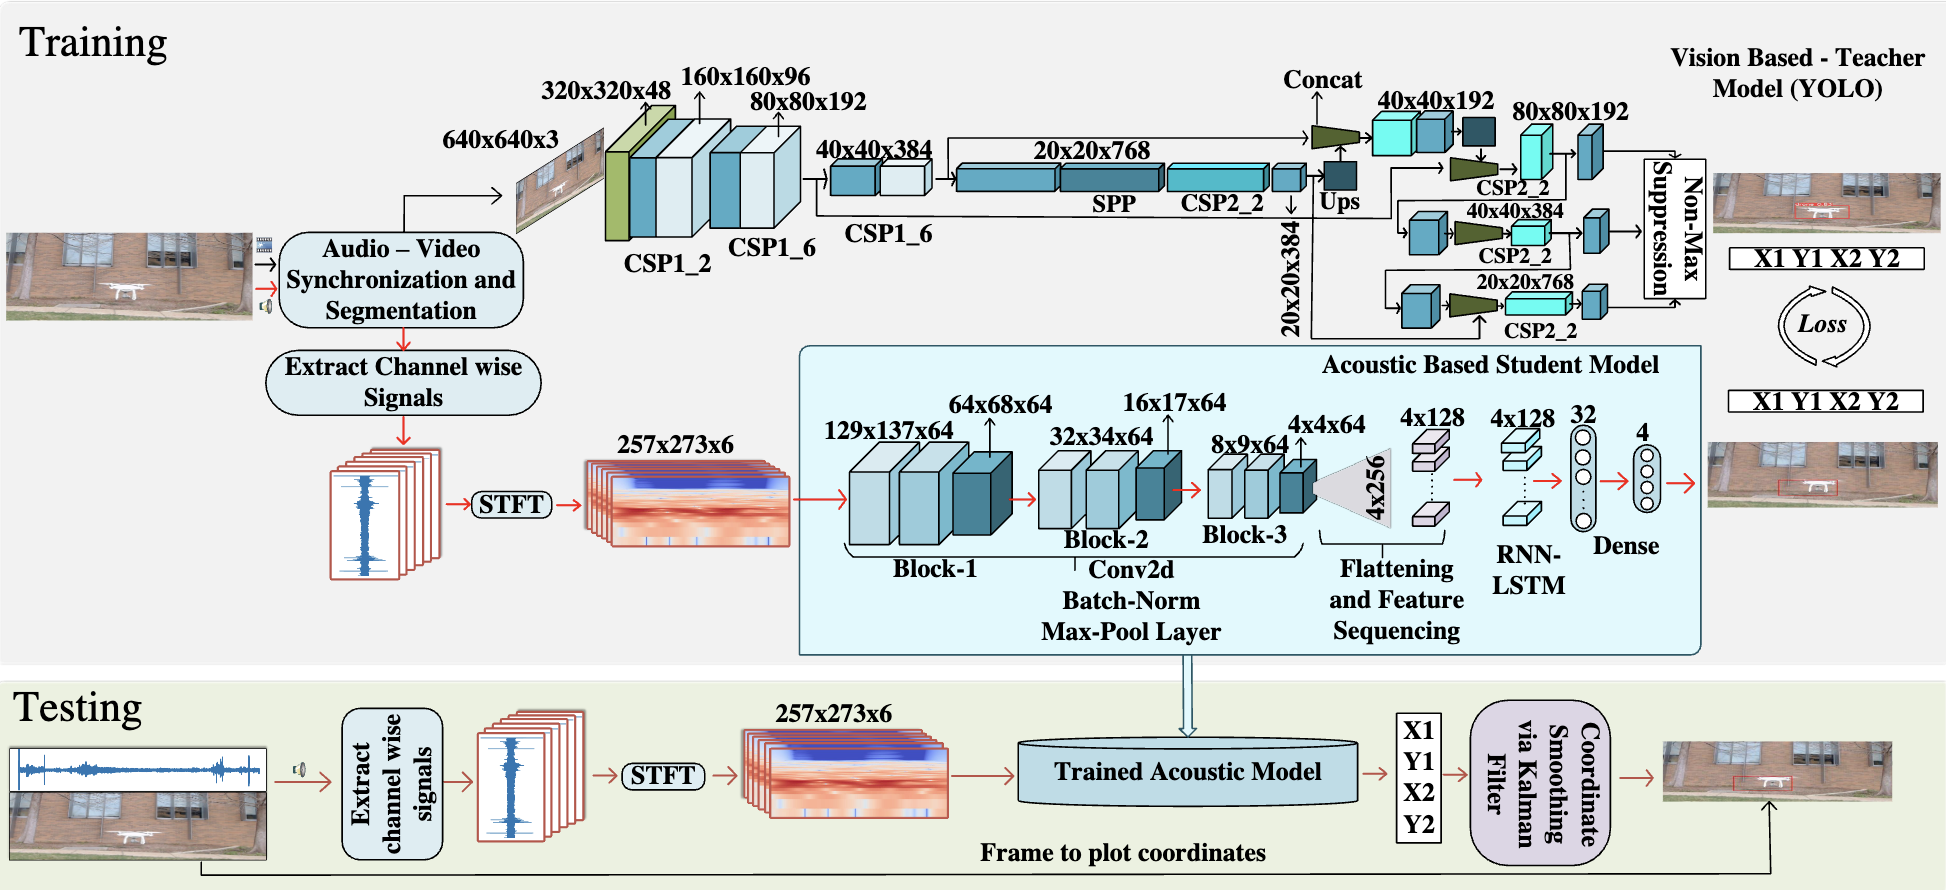 Training
Vision Based - Teacher
Model (YOLO)
640x640x3
320x320x48
160x160x96
80x80x192
CSP1_2
CSP1_6
40x40x384
CSP1_6
20x20x768
SPP
CSP2_2
20x20x384
Ups
Concat
40x40x192
80x80x192
CSP2_2
40x40x384
CSP2_2
20x20x768
CSP2_2
Non-Max
Suppression
X1 Y1 X2 Y2
Loss
X1 Y1 X2 Y2
Audio – Video
Synchronization and
Segmentation
Extract Channel wise
Signals
STFT
257x273x6
Acoustic Based Student Model
129x137x64
64x68x64
Block-1
32x34x64
16x17x64
Block-2
8x9x64
4x4x64
Block-3
Conv2d
Batch-Norm
Max-Pool Layer
4x256
4x128
Flattening
and Feature
Sequencing
4x128
RNN-
LSTM
32
4
Dense
Testing
Extract
channel wise
signals
STFT
257x273x6
Trained Acoustic Model
X1
Y1
X2
Y2
Coordinate
Smoothing
via Kalman
Filter
Frame to plot coordinates